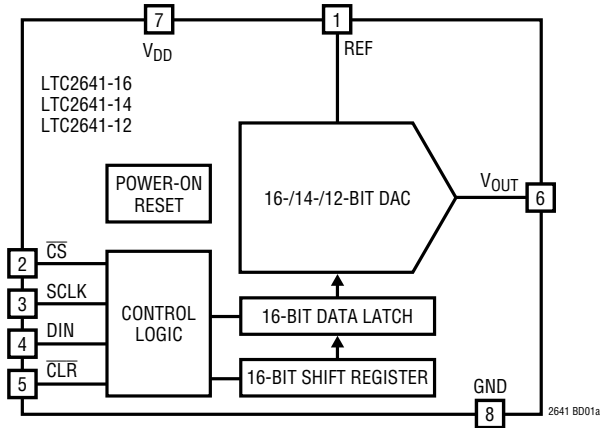 7
1
V_DD
REF
LTC2641-16
LTC2641-14
LTC2641-12
POWER-ON
RESET
16-/14-/12-BIT DAC
V_OUT
6
2
C̅S̅
3
SCLK
4
DIN
5
C̅L̅R̅
CONTROL
LOGIC
16-BIT DATA LATCH
16-BIT SHIFT REGISTER
GND
8
2641 BD01a